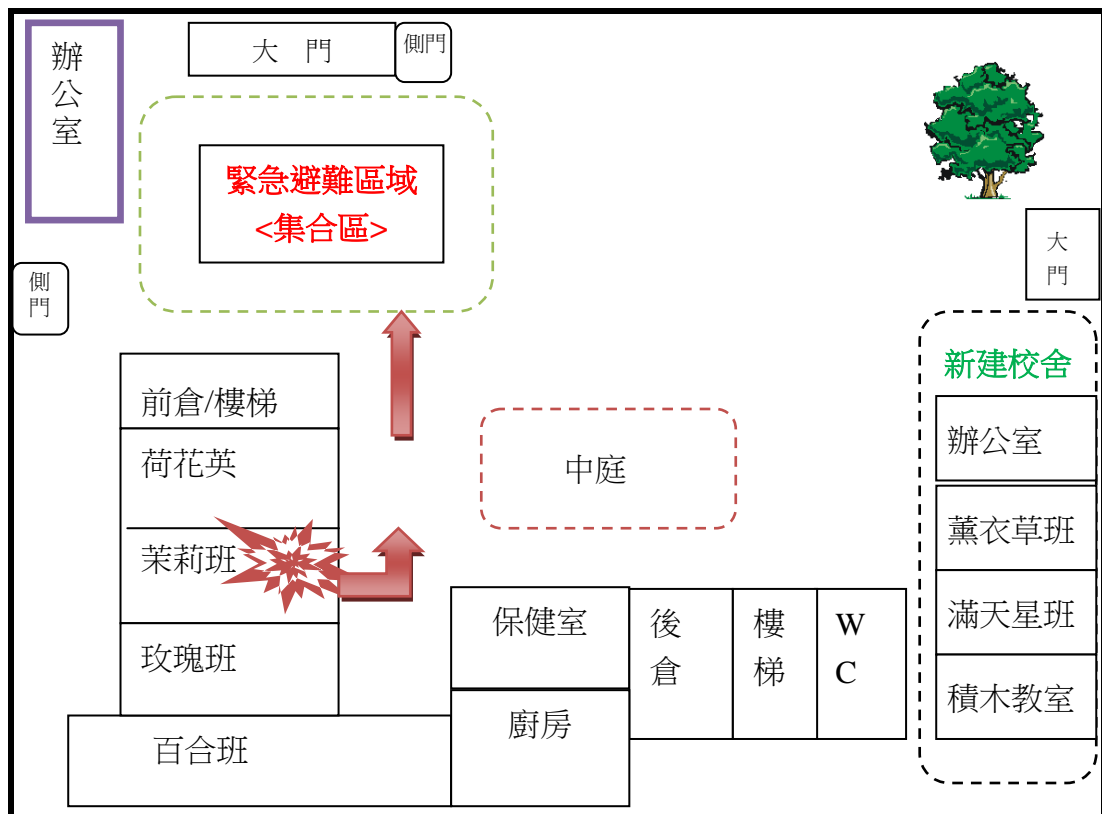 辦公室
大 門
側門
緊急避難區域
<集合區>
大門
側門
新建校舍
前倉/樓梯
辦公室
荷花英
中庭
薰衣草班
茉莉班
滿天星班
保健室
後倉
樓梯
WC
玫瑰班
積木教室
廚房
百合班